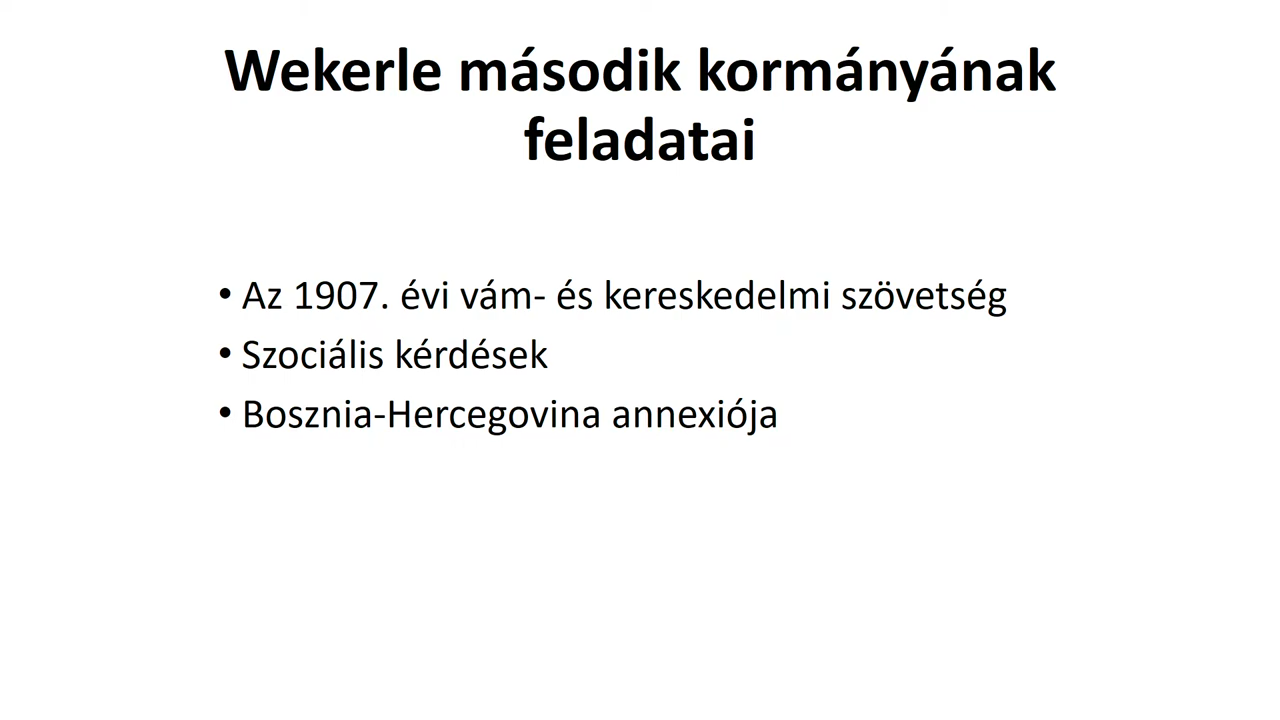 Wekerle második kormányának
feladatai
• Az 1907. évi vám- és kereskedelmi szövetség
• Szociális kérdések
• Bosznia-Hercegovina annexiója